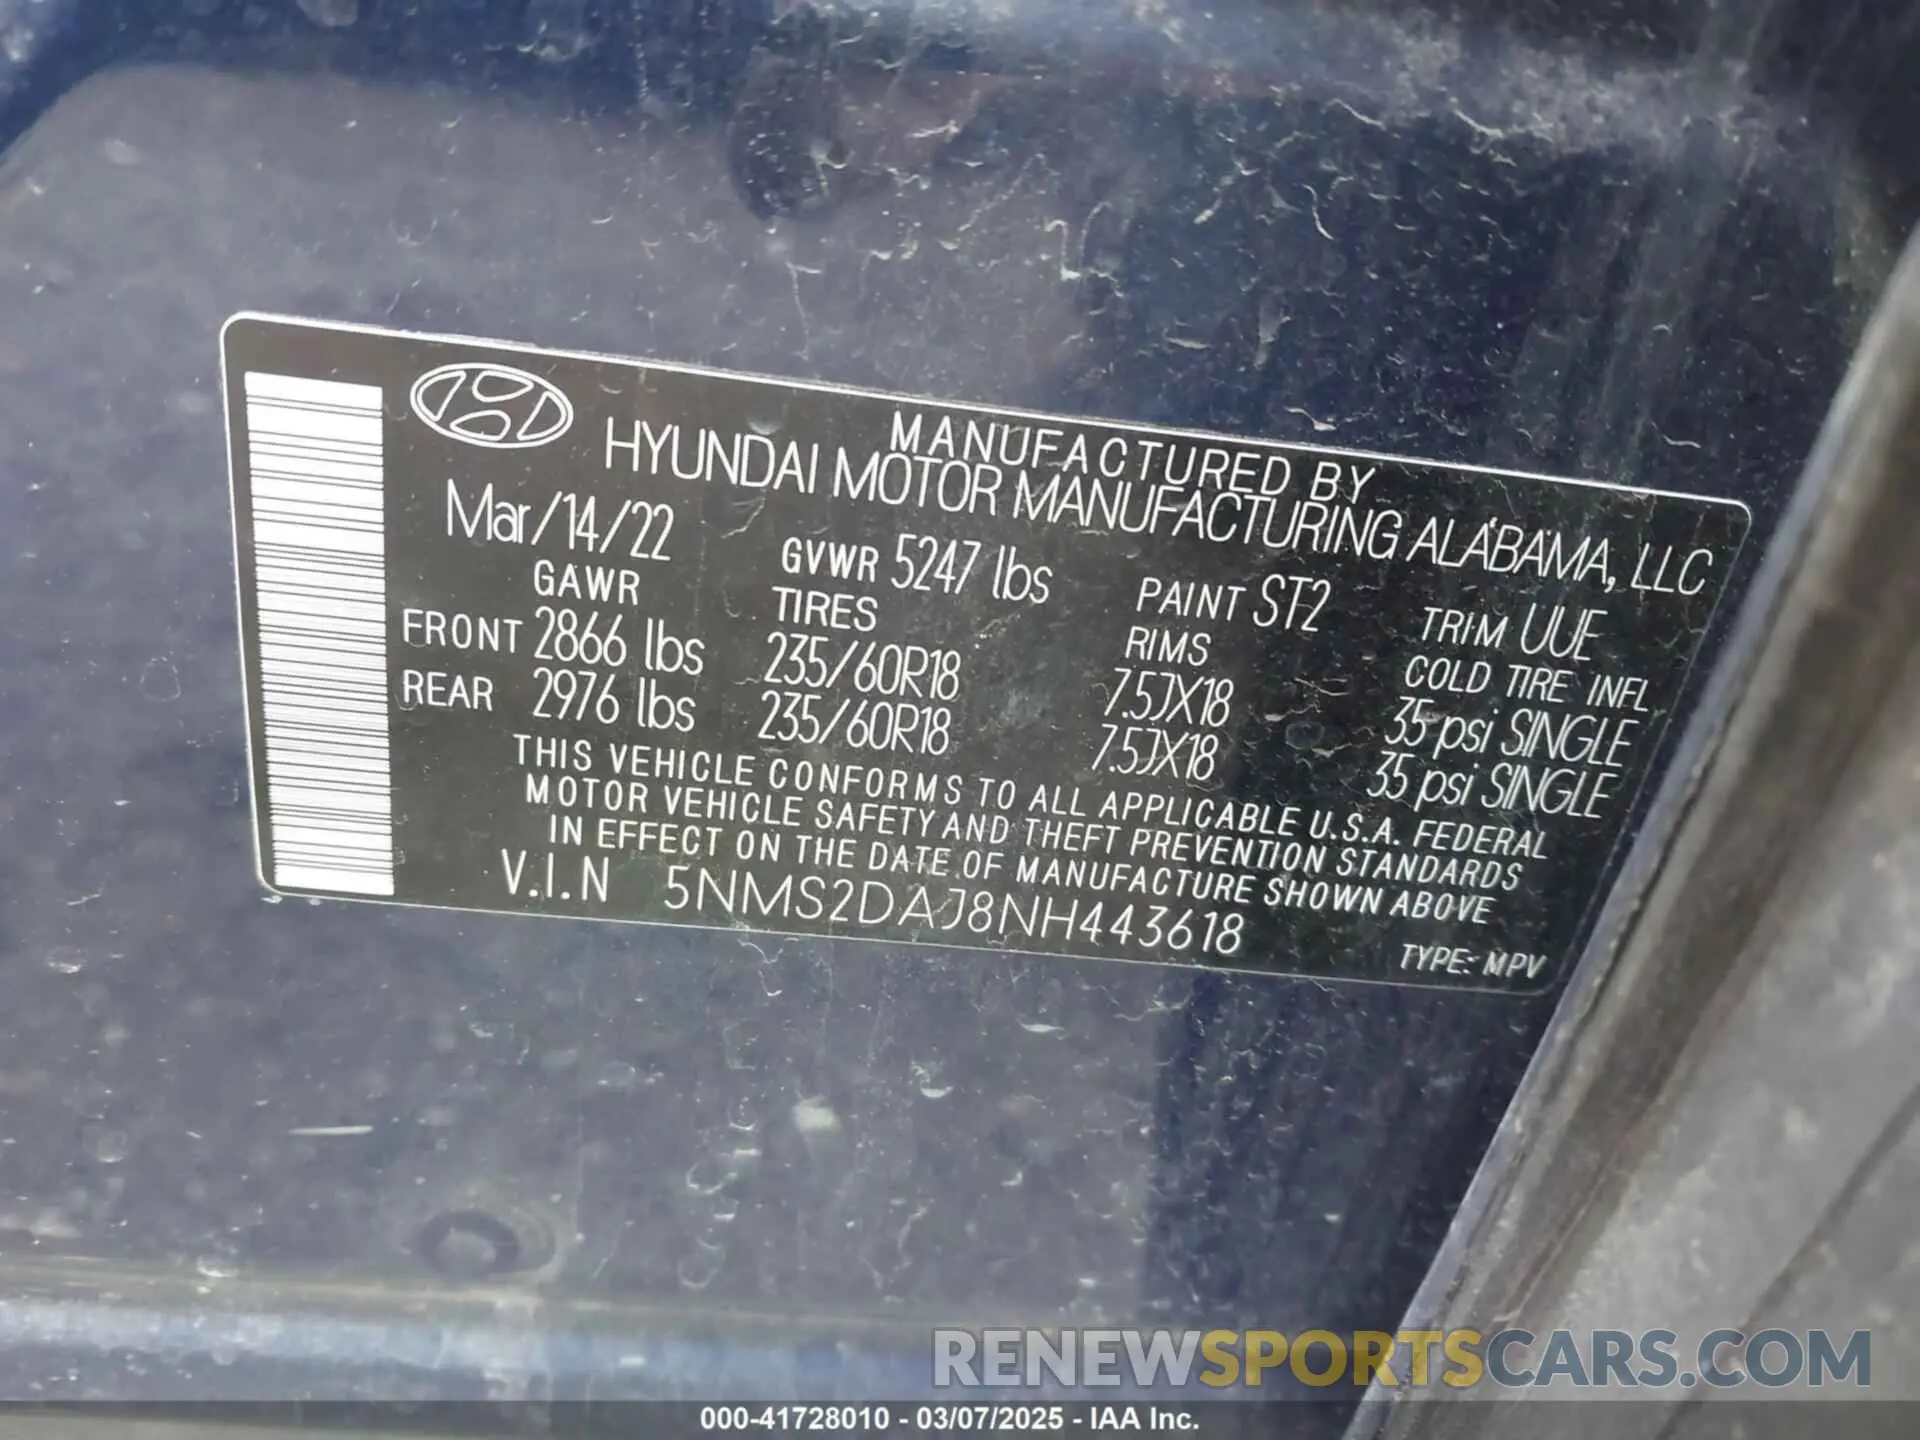 MANUFACTURED BY
HYUNDAI MOTOR MANUFACTURING ALABAMA, LLC
Mar/14/22 GVWR 5247 lbs PAINT ST2 TRIM UUE
GAWR TIRES RIMS COLD TIRE INFL
FRONT 2866 lbs 235/60R18 7.5JX18 35 psi SINGLE
REAR 2976 lbs 235/60R18 7.5JX18 35 psi SINGLE
THIS VEHICLE CONFORMS TO ALL APPLICABLE U.S.A. FEDERAL
MOTOR VEHICLE SAFETY AND THEFT PREVENTION STANDARDS
IN EFFECT ON THE DATE OF MANUFACTURE SHOWN ABOVE
V.I.N 5NMS2DAJ8NH443618
TYPE: MPV
RENEWSPORTSCARS.COM
000-41728010 - 03/07/2025 - IAA Inc.